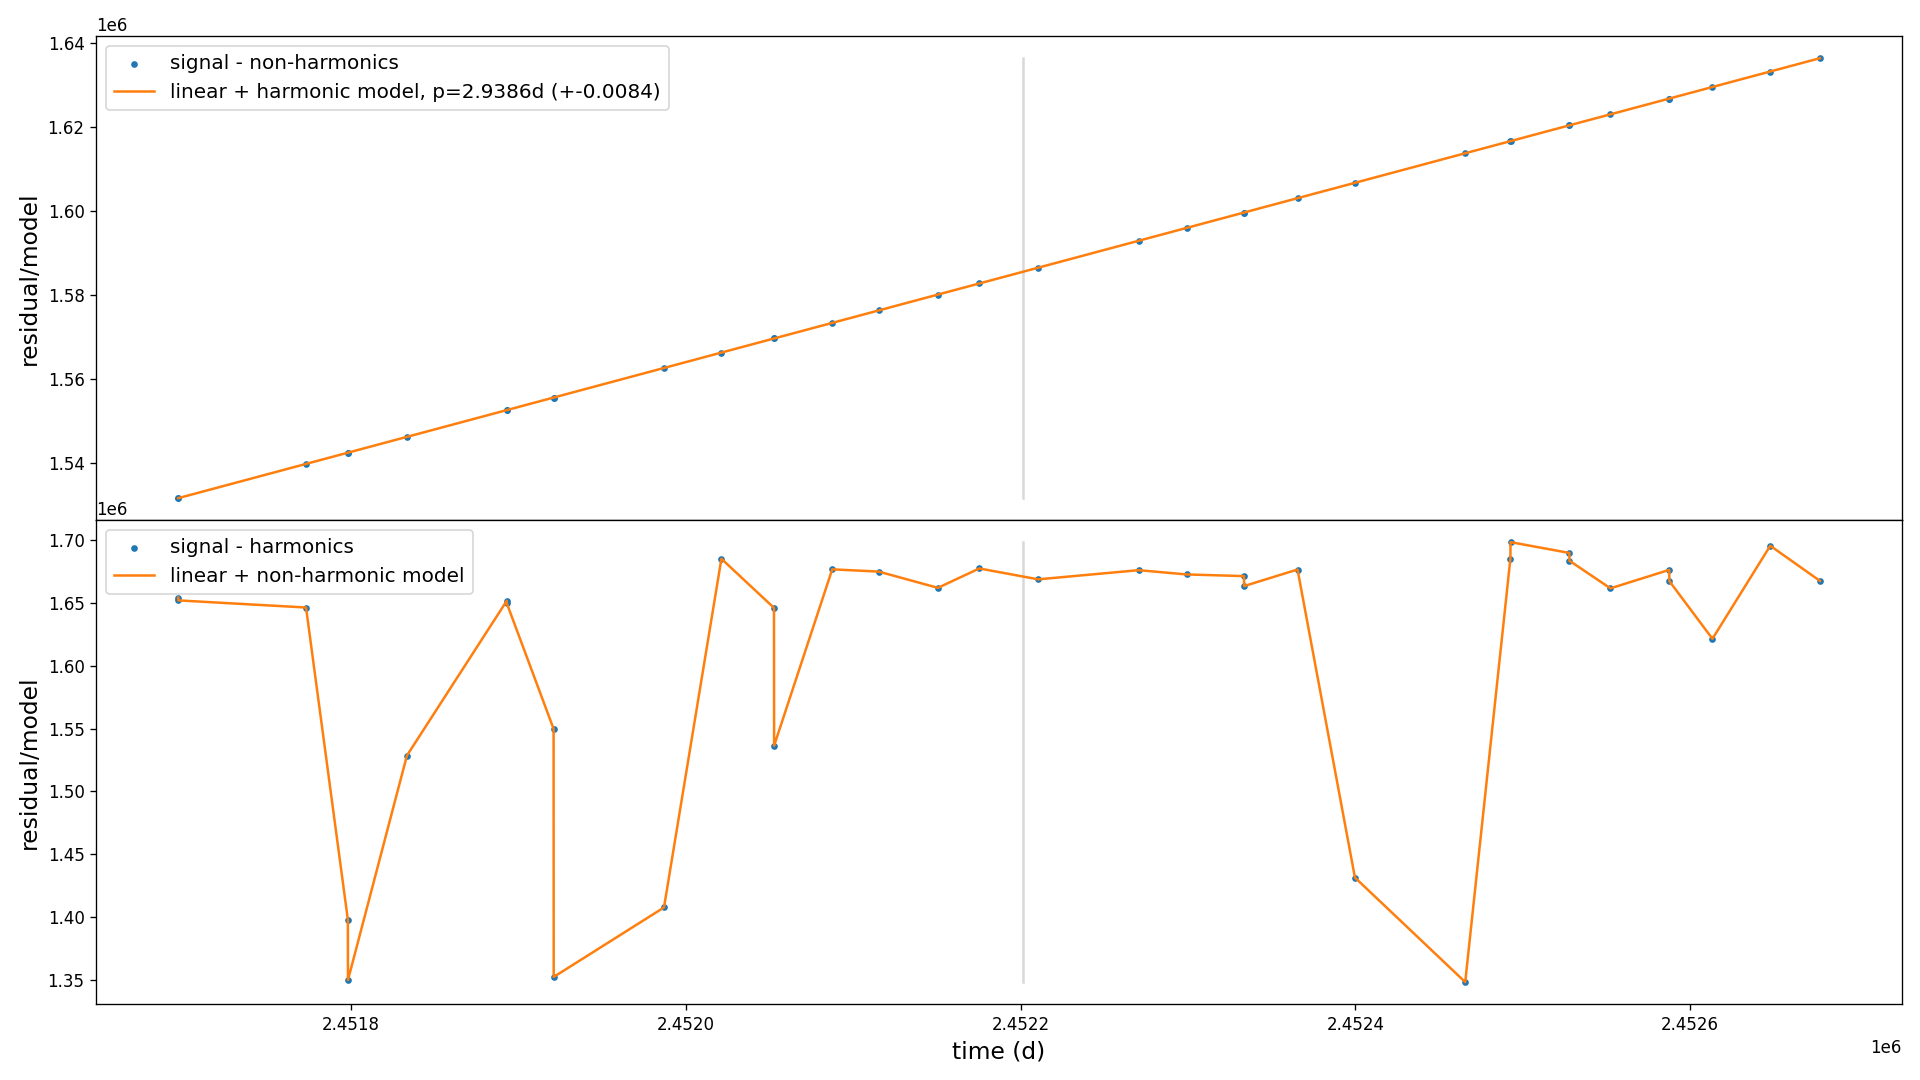 1e6
1.64
signal - non-harmonics
linear + harmonic model, p=2.9386d (+-0.0084)
1.62
1.60
residual/model
1.58
1.56
1.54
1e6
1.70
signal - harmonics
linear + non-harmonic model
1.65
1.60
residual/model
1.55
1.50
1.45
1.40
1.35
2.4518 2.4520 2.4522 2.4524 2.4526
time (d)
1e6